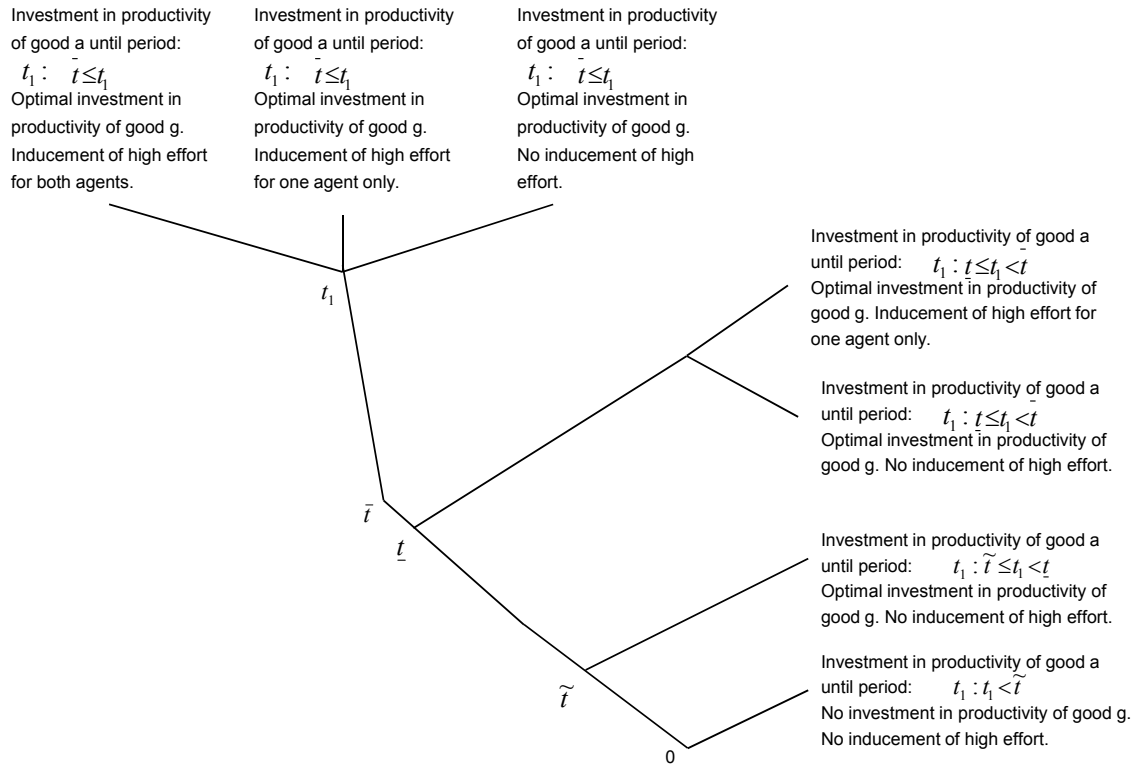 Investment in productivity
of good a until period:
t₁ : t̄ ≤ t₁
Optimal investment in
productivity of good g.
Inducement of high effort
for both agents.
Investment in productivity
of good a until period:
t₁ : t̄ ≤ t₁
Optimal investment in
productivity of good g.
Inducement of high effort
for one agent only.
Investment in productivity
of good a until period:
t₁ : t̄ ≤ t₁
Optimal investment in
productivity of good g.
No inducement of high
effort.
Investment in productivity of good a
until period: t₁ : t̲ ≤ t₁ < t̄
Optimal investment in productivity of
good g. Inducement of high effort for
one agent only.
t₁
Investment in productivity of good a
until period: t₁ : t̲ ≤ t₁ < t̄
Optimal investment in productivity of
good g. No inducement of high effort.
t̄
t̲
Investment in productivity of good a
until period: t₁ : t̃ ≤ t₁ < t̲
Optimal investment in productivity of
good g. No inducement of high effort.
t̃
Investment in productivity of good a
until period: t₁ : t₁ < t̃
No investment in productivity of good g.
No inducement of high effort.
0